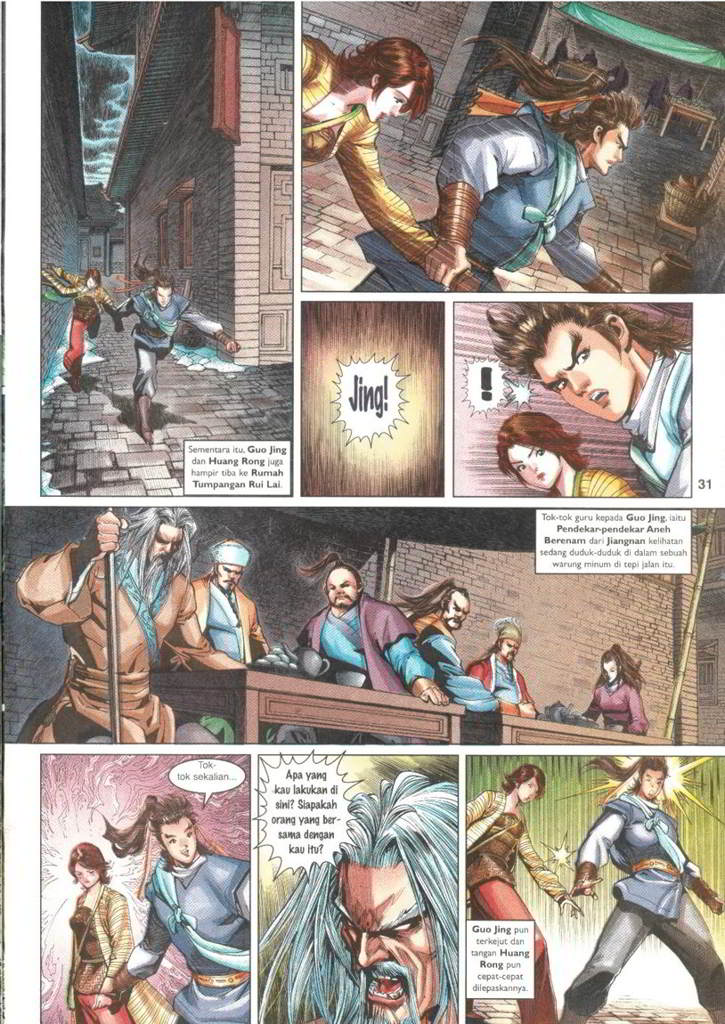 Sementara itu, Guo Jing
dan Huang Rong juga
hampir tiba ke Rumah
Tumpangan Rui Lai.
Jing!
!
31
Tok-tok guru kepada Guo Jing, iaitu
Pendekar-pendekar Aneh
Berenam dari Jiangnan kelihatan
sedang duduk-duduk di dalam sebuah
warung minum di tepi jalan itu.
Tok-
tok sekalian...
Apa yang
kau lakukan di
sini? Siapakah
orang yang ber-
sama dengan
kau itu?
Guo Jing pun
terkejut dan
tangan Huang
Rong pun
cepat-cepat
dilepaskannya.